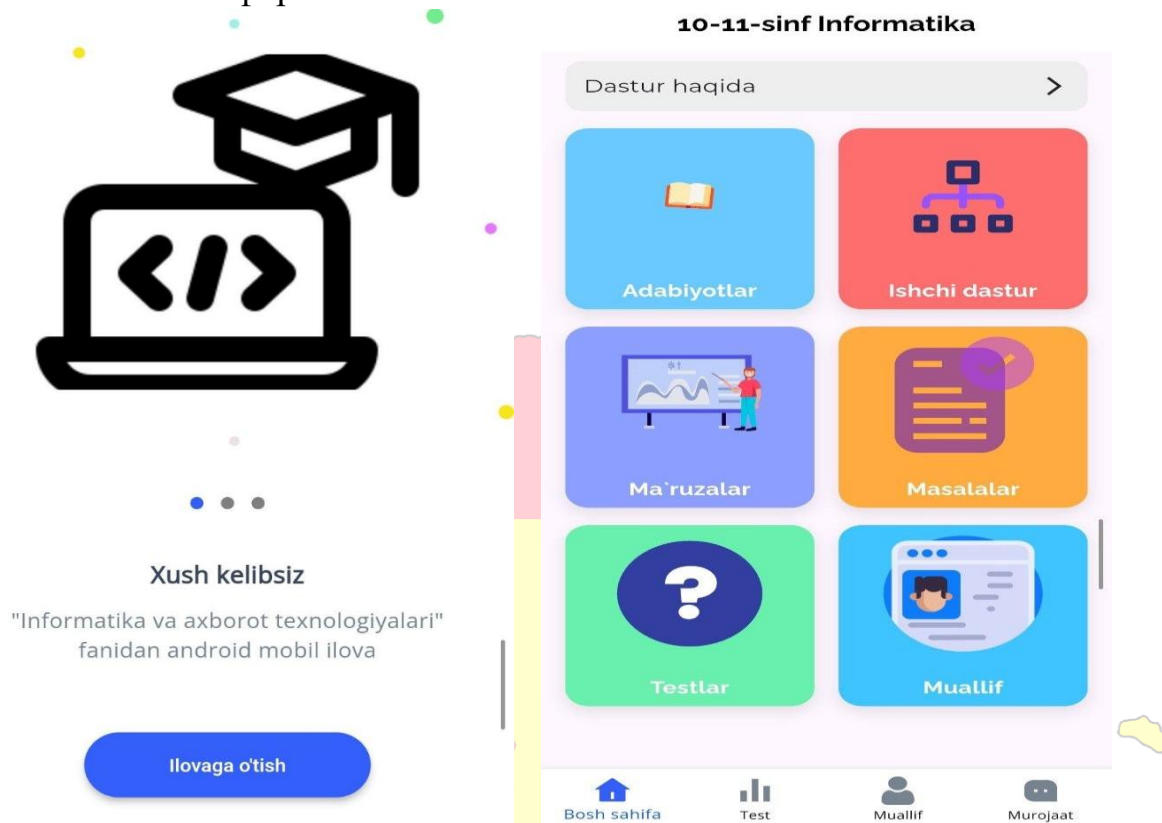 Xush kelibsiz
"Informatika va axborot texnologiyalari"
fanidan android mobil ilova
Ilovaga o'tish
10-11-sinf Informatika
Dastur haqida
Adabiyotlar
Ishchi dastur
Ma`ruzalar
Masalalar
Testlar
Muallif
Bosh sahifa
Test
Muallif
Murojaat